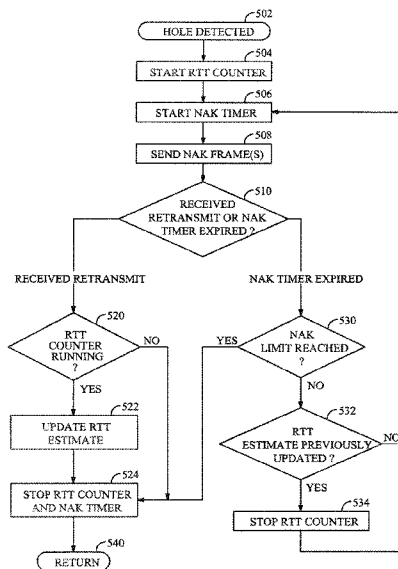 502
HOLE DETECTED
504
START RTT COUNTER
506
START NAK TIMER
508
SEND NAK FRAME(S)
510
RECEIVED
RETRANSMIT OR NAK
TIMER EXPIRED ?
RECEIVED RETRANSMIT
NAK TIMER EXPIRED
520
RTT
COUNTER
RUNNING
?
NO
YES
522
UPDATE RTT
ESTIMATE
524
STOP RTT COUNTER
AND NAK TIMER
540
RETURN
530
YES
NAK
LIMIT REACHED
?
NO
532
RTT
ESTIMATE PREVIOUSLY
UPDATED ?
NO
YES
534
STOP RTT COUNTER